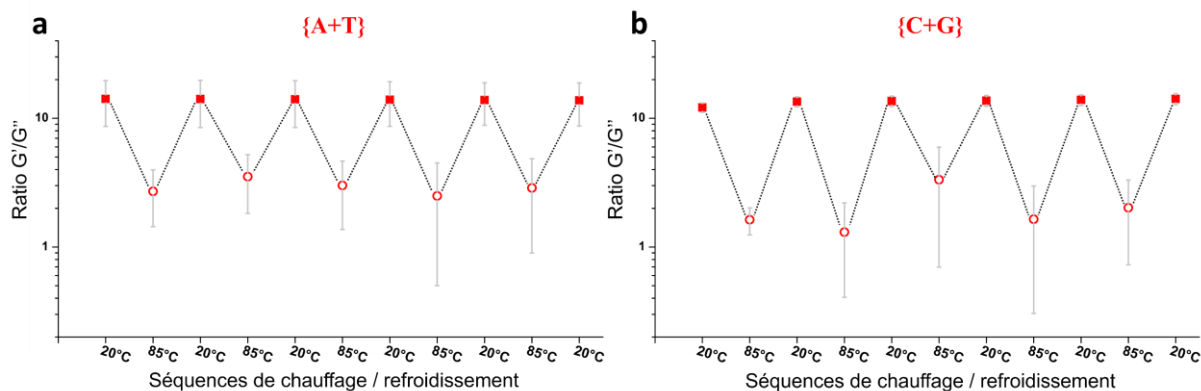 a
{A+T}
Ratio G'/G''
10
1
20°C 85°C 20°C 85°C 20°C 85°C 20°C 85°C 20°C 85°C 20°C
Séquences de chauffage / refroidissement
b
{C+G}
Ratio G'/G''
10
1
20°C 85°C 20°C 85°C 20°C 85°C 20°C 85°C 20°C 85°C 20°C
Séquences de chauffage / refroidissement